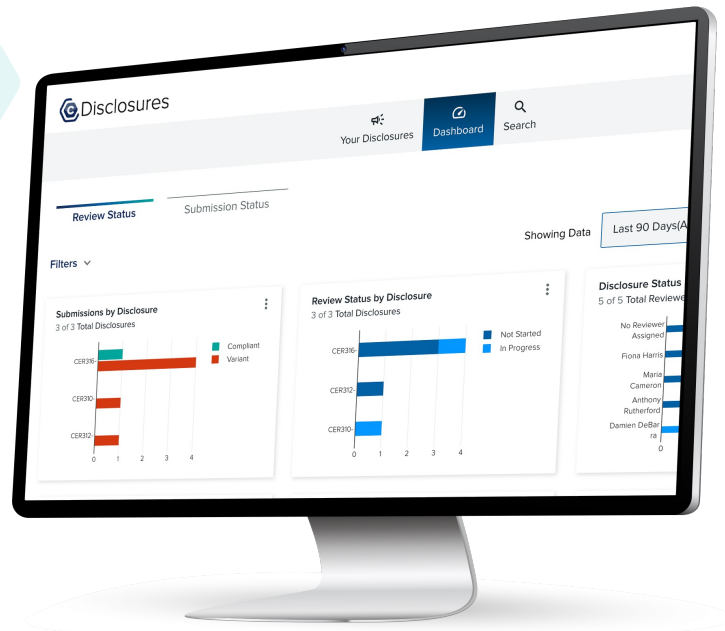 Disclosures
Your Disclosures
Dashboard
Search
Review Status
Submission Status
Showing Data
Last 90 Days(A
Filters
Submissions by Disclosure
3 of 3 Total Disclosures
Compliant
Variant
CER316-
CER310-
CER312-
0 1 2 3 4
Review Status by Disclosure
3 of 3 Total Disclosures
Not Started
In Progress
CER316-
CER312-
CER310-
0 1 2 3 4
Disclosure Status
5 of 5 Total Reviewe
No Reviewer
Assigned
Fiona Harris
Maria
Cameron
Anthony
Rutherford
Damien DeBar
ra
0